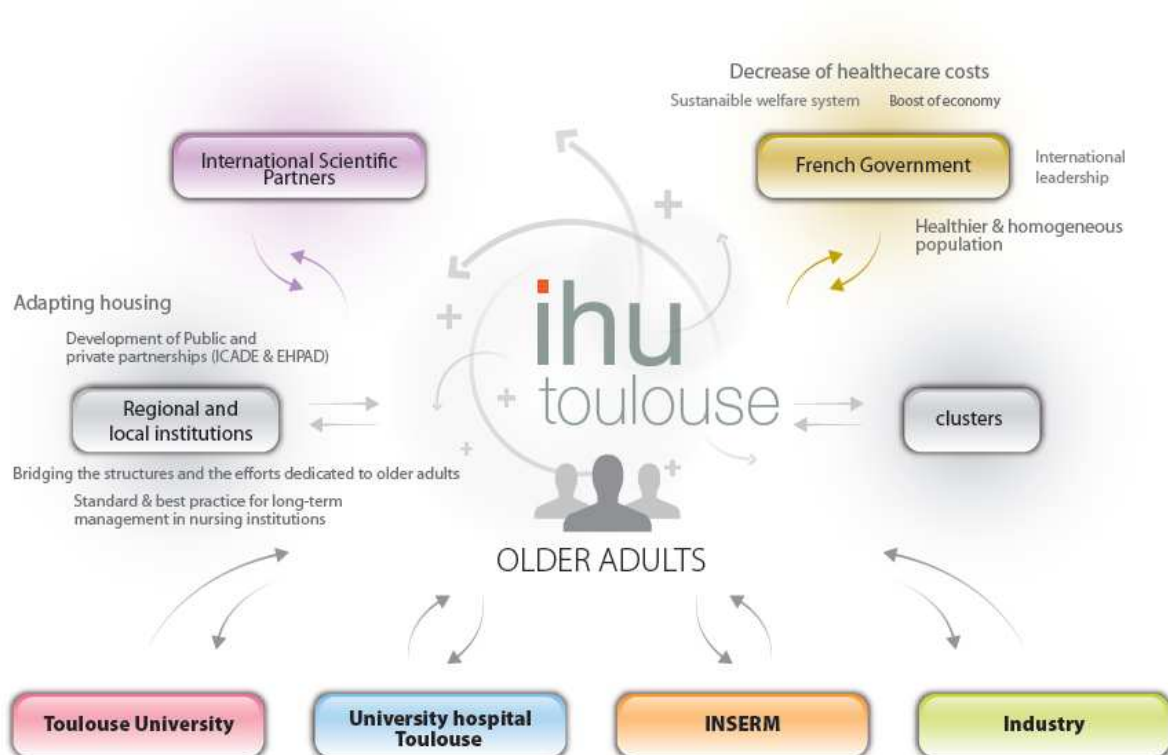 Decrease of healthecare costs
Sustanaible welfare system
Boost of economy
International Scientific
Partners
French Government
International
leadership
Healthier & homogeneous
population
Adapting housing
Development of Public and
private partnerships (ICADE & EHPAD)
Regional and
local institutions
ihu
toulouse
clusters
Bridging the structures and the efforts dedicated to older adults
Standard & best practice for long-term
management in nursing institutions
OLDER ADULTS
Toulouse University
University hospital
Toulouse
INSERM
Industry